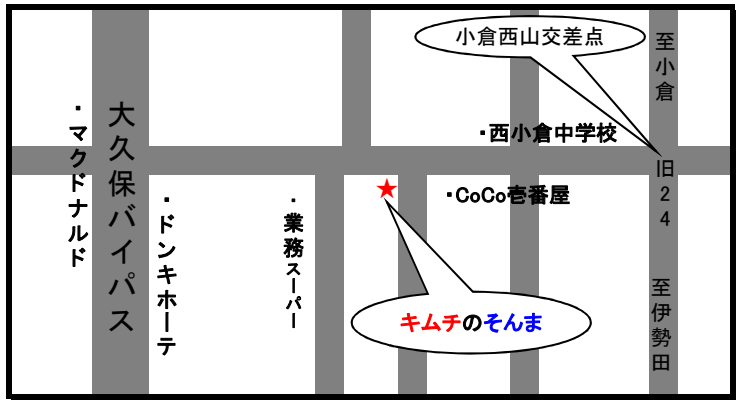 小倉西山交差点
至小倉
・マクドナルド
大久保バイパス
・西小倉中学校
旧24
・ドンキホーテ
・業務スーパー
・CoCo壱番屋
至伊勢田
キムチのそんま